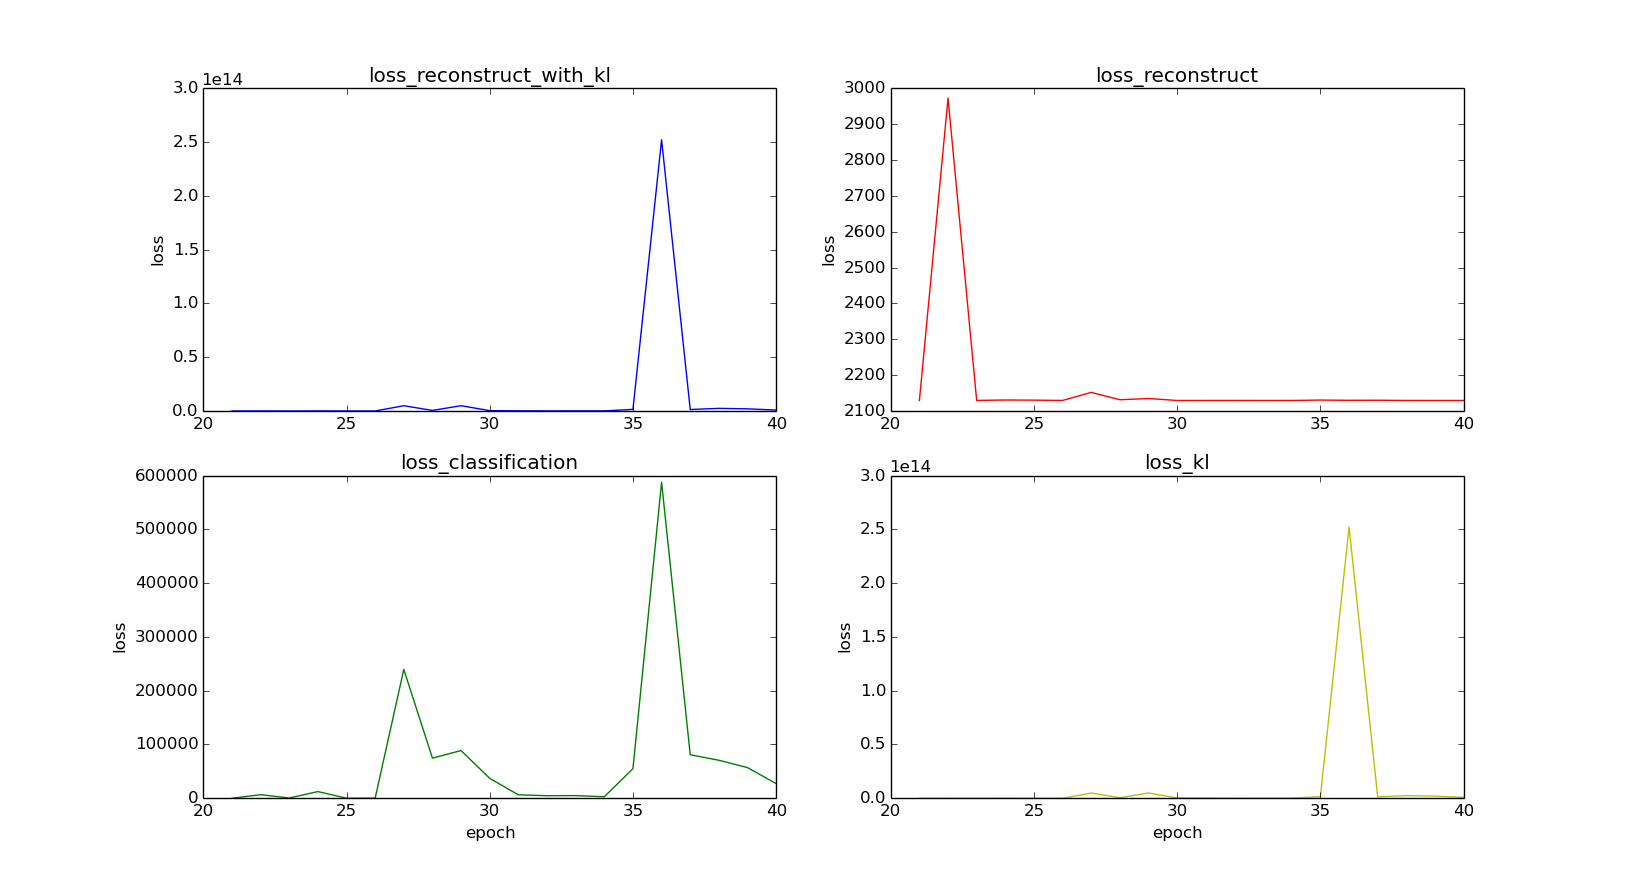 loss_reconstruct_with_kl
1e14
3.0
2.5
2.0
1.5
1.0
0.5
0.0
loss
20 25 30 35 40
loss_reconstruct
3000
2900
2800
2700
2600
2500
2400
2300
2200
2100
loss
20 25 30 35 40
loss_classification
600000
500000
400000
300000
200000
100000
0
loss
20 25 30 35 40
epoch
loss_kl
1e14
3.0
2.5
2.0
1.5
1.0
0.5
0.0
loss
20 25 30 35 40
epoch